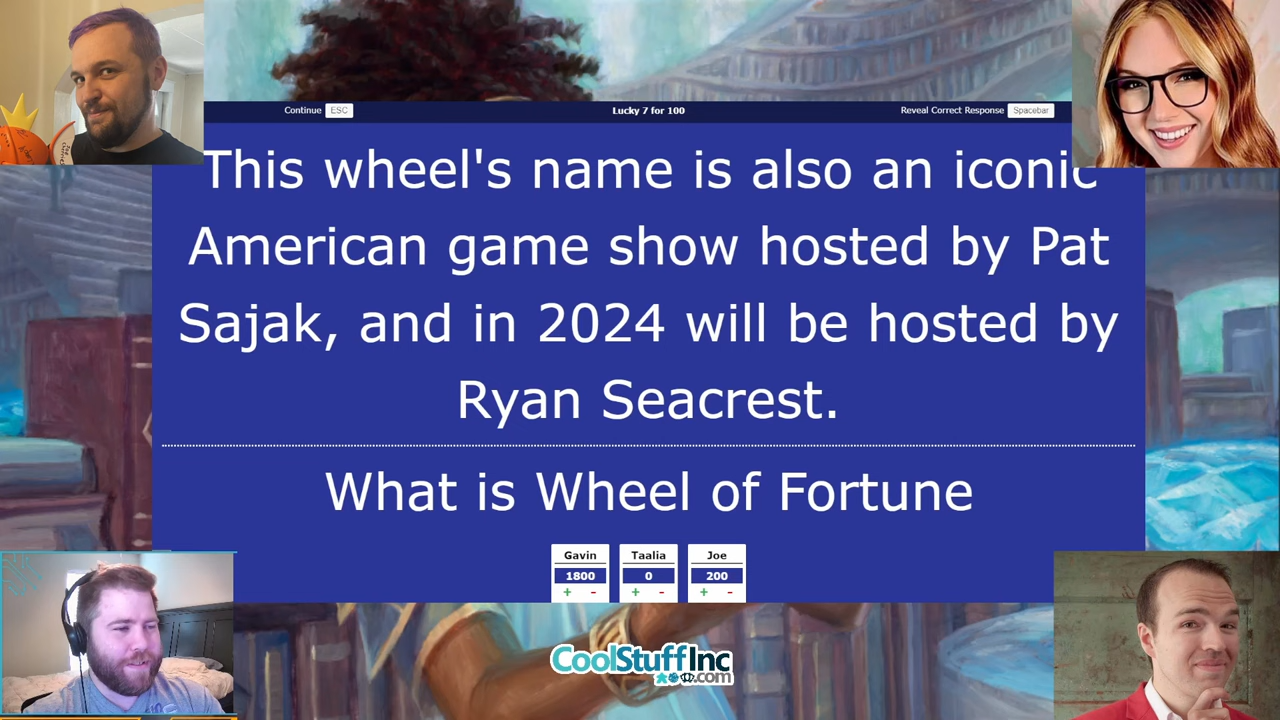 Continue ESC Lucky 7 for 100 Reveal Correct Response Spacebar
This wheel's name is also an iconic
American game show hosted by Pat
Sajak, and in 2024 will be hosted by
Ryan Seacrest.
What is Wheel of Fortune
Gavin Taalia Joe
1800 0 200
+ - + - + -
CoolStuffInc
.com